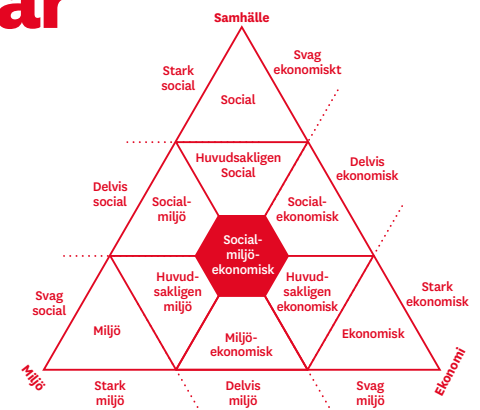 är
Samhälle
Stark
social
Svag
ekonomiskt
Social
Huvudsakligen
Social
Delvis
ekonomisk
Delvis
social
Social-
miljö
Social-
ekonomisk
Social-
miljö-
ekonomisk
Svag
social
Huvud-
sakligen
miljö
Huvud-
sakligen
ekonomisk
Stark
ekonomisk
Miljö
Miljö-
ekonomisk
Ekonomisk
Miljö
Ekonomi
Stark
miljö
Delvis
miljö
Svag
miljö